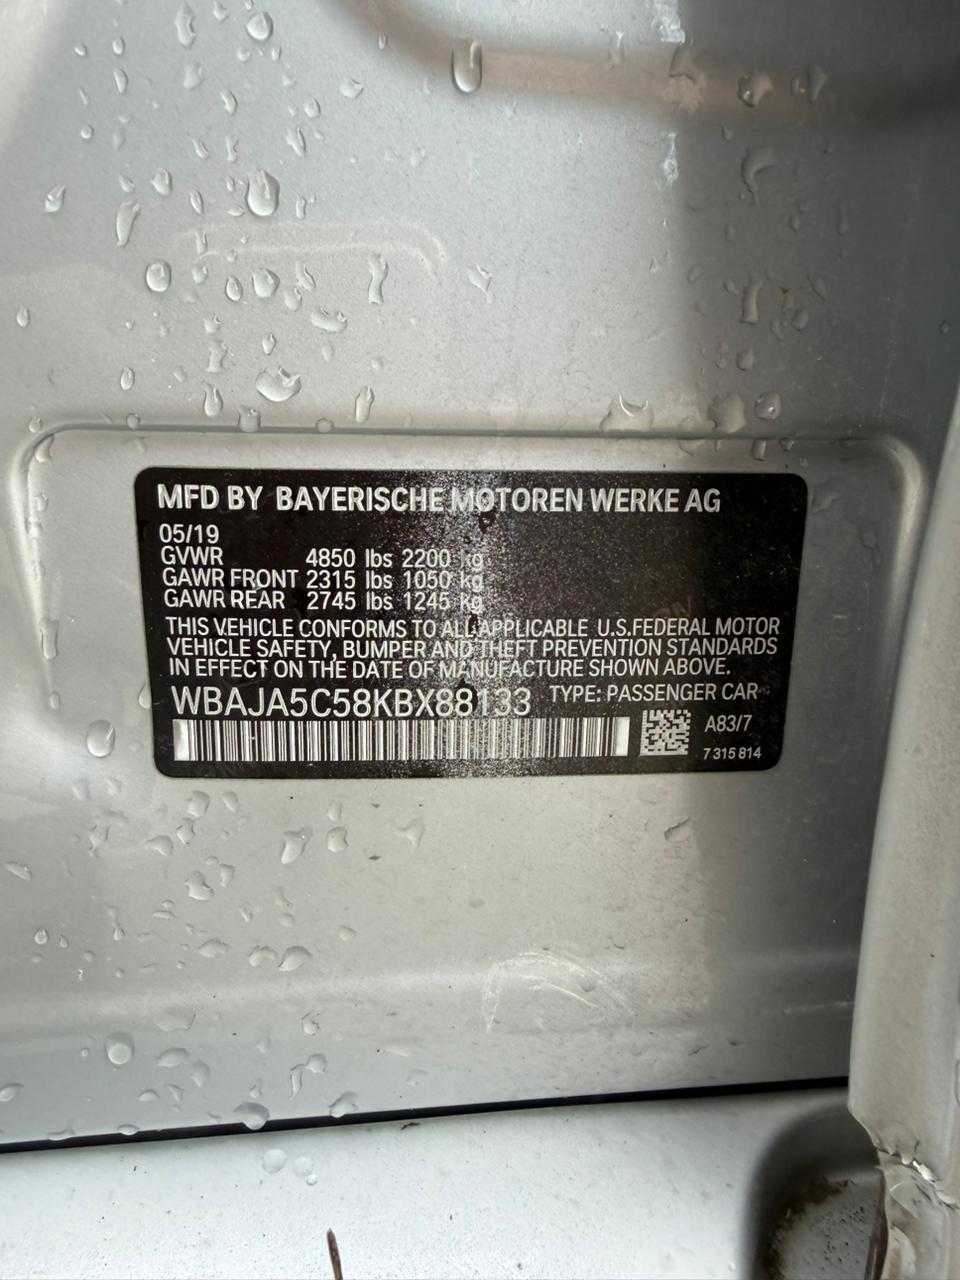 MFD BY BAYERISCHE MOTOREN WERKE AG
05/19
GVWR 4850 lbs 2200 kg
GAWR FRONT 2315 lbs 1050 kg
GAWR REAR 2745 lbs 1245 kg
THIS VEHICLE CONFORMS TO ALL APPLICABLE U.S.FEDERAL MOTOR
VEHICLE SAFETY, BUMPER AND THEFT PREVENTION STANDARDS
IN EFFECT ON THE DATE OF MANUFACTURE SHOWN ABOVE.
WBAJA5C58KBX88133 TYPE: PASSENGER CAR
A83/7
7 315 814